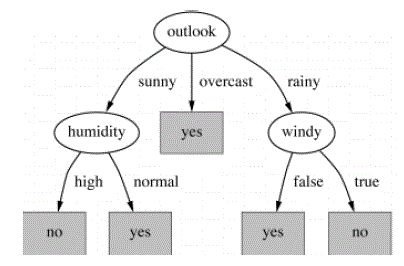 outlook
sunny overcast rainy
humidity yes windy
high normal false true
no yes yes no